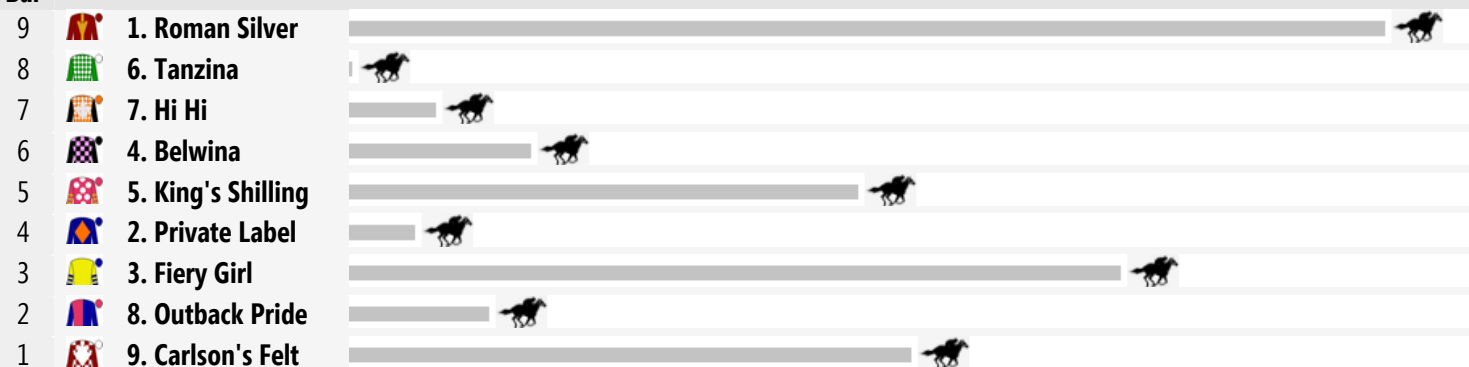 Bar
9 1. Roman Silver
8 6. Tanzina
7 7. Hi Hi
6 4. Belwina
5 5. King's Shilling
4 2. Private Label
3 3. Fiery Girl
2 8. Outback Pride
1 9. Carlson's Felt